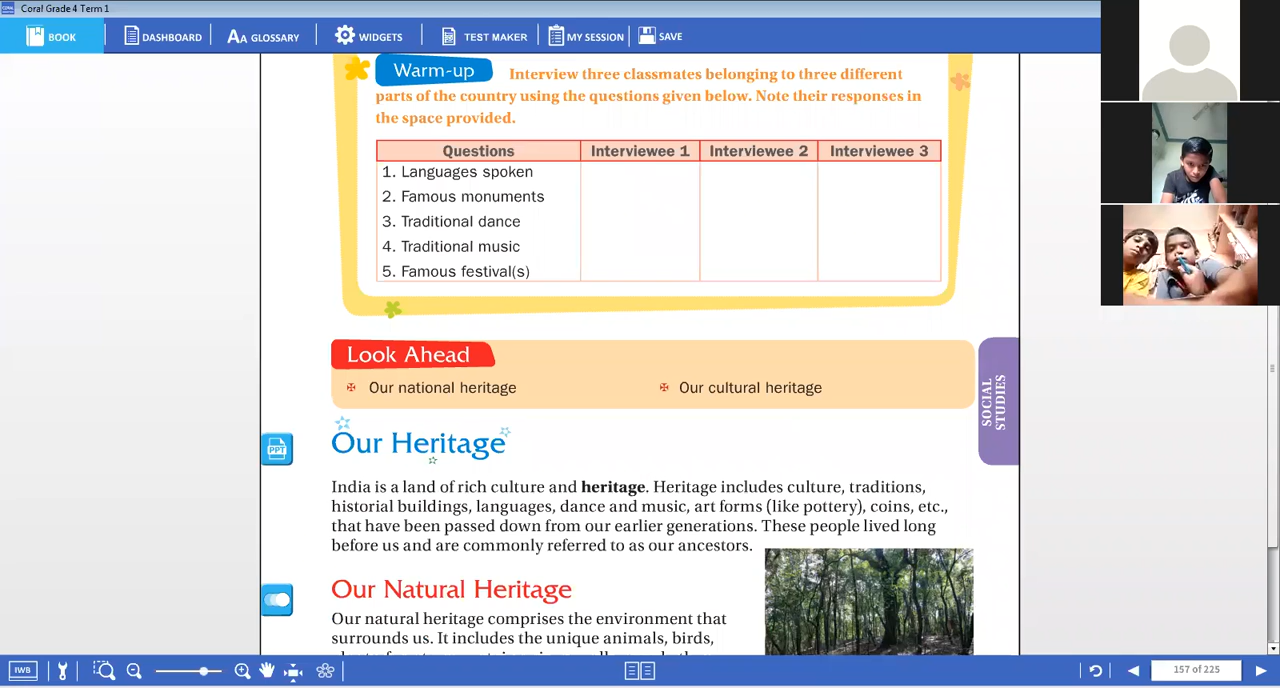 Coral Grade 4 Term 1
BOOK DASHBOARD AA GLOSSARY WIDGETS TEST MAKER MY SESSION SAVE
Warm-up Interview three classmates belonging to three different
parts of the country using the questions given below. Note their responses in
the space provided.
Questions Interviewee 1 Interviewee 2 Interviewee 3
1. Languages spoken
2. Famous monuments
3. Traditional dance
4. Traditional music
5. Famous festival(s)
Look Ahead
Our national heritage Our cultural heritage
SOCIAL
STUDIES
Our Heritage
PPT
India is a land of rich culture and heritage. Heritage includes culture, traditions,
historial buildings, languages, dance and music, art forms (like pottery), coins, etc.,
that have been passed down from our earlier generations. These people lived long
before us and are commonly referred to as our ancestors.
Our Natural Heritage
Our natural heritage comprises the environment that
surrounds us. It includes the unique animals, birds,
IWB 157 of 225